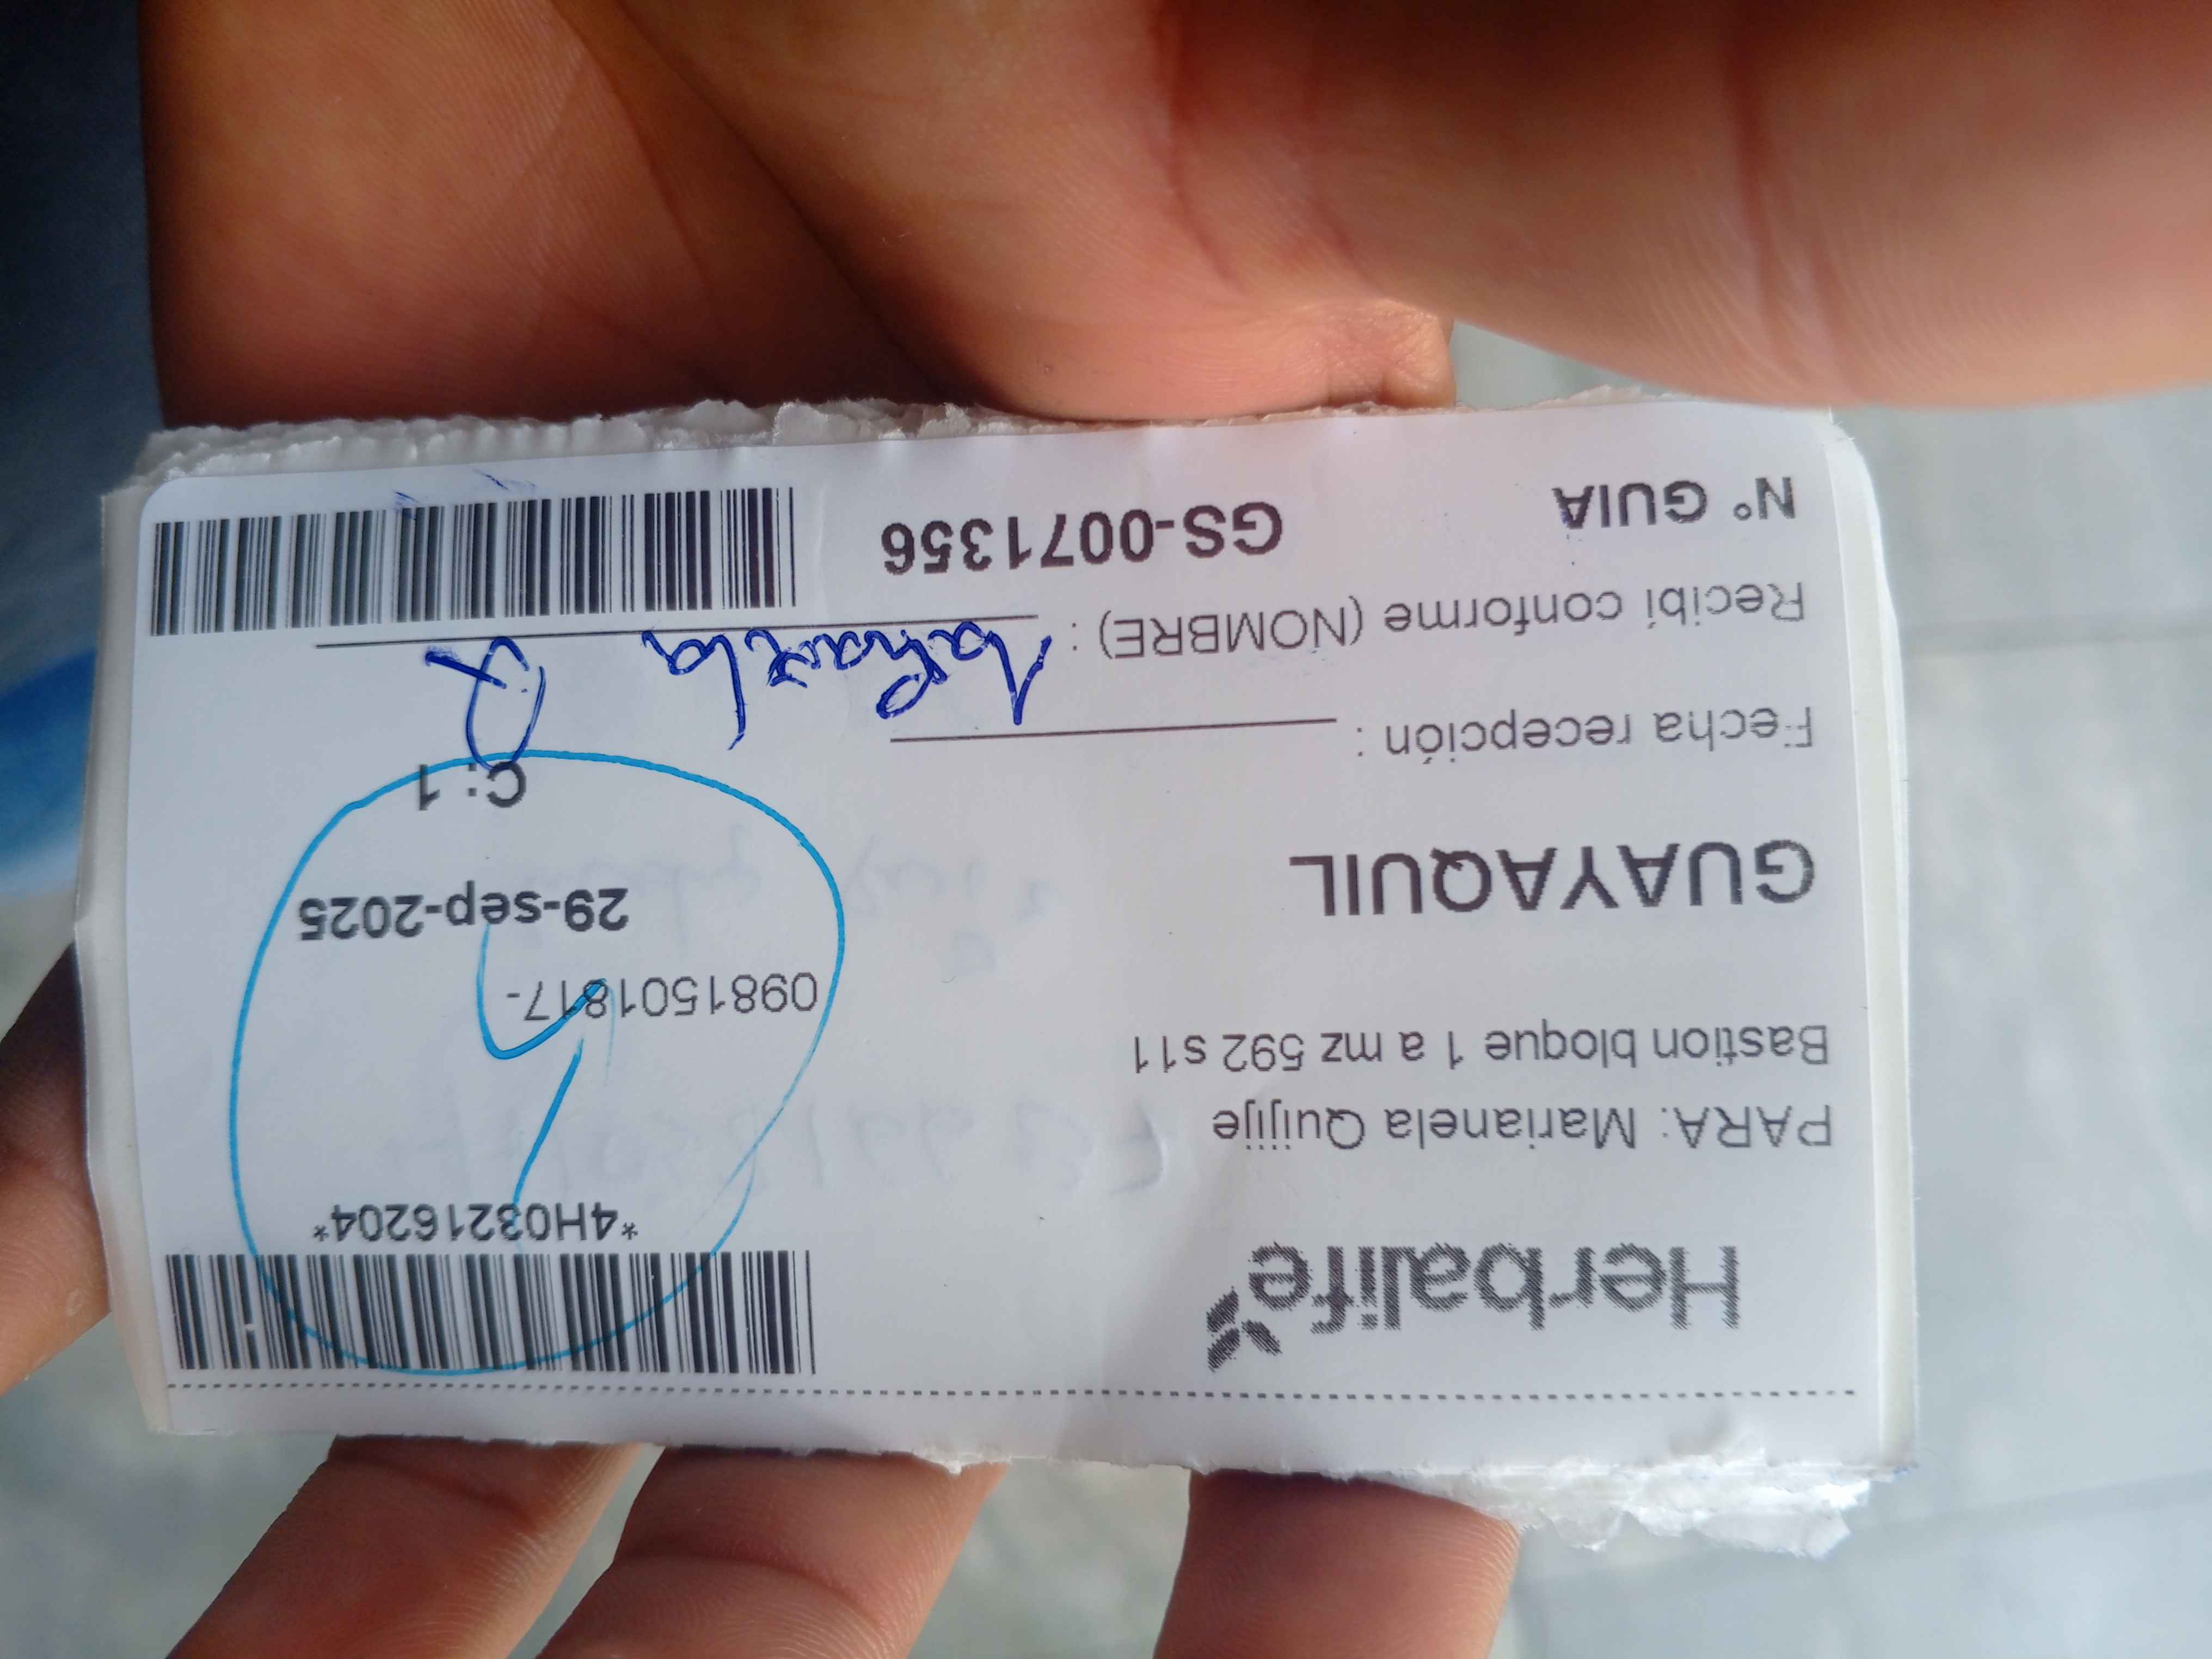 Herbalife
*4H03216204*
PARA: Marianela Quijije
Bastion bloque 1 a mz 592 s11
0981501817-
GUAYAQUIL
29-sep-2025
C: 1
Fecha recepción :
Recibí conforme (NOMBRE) :
N° GUIA
GS-0071356